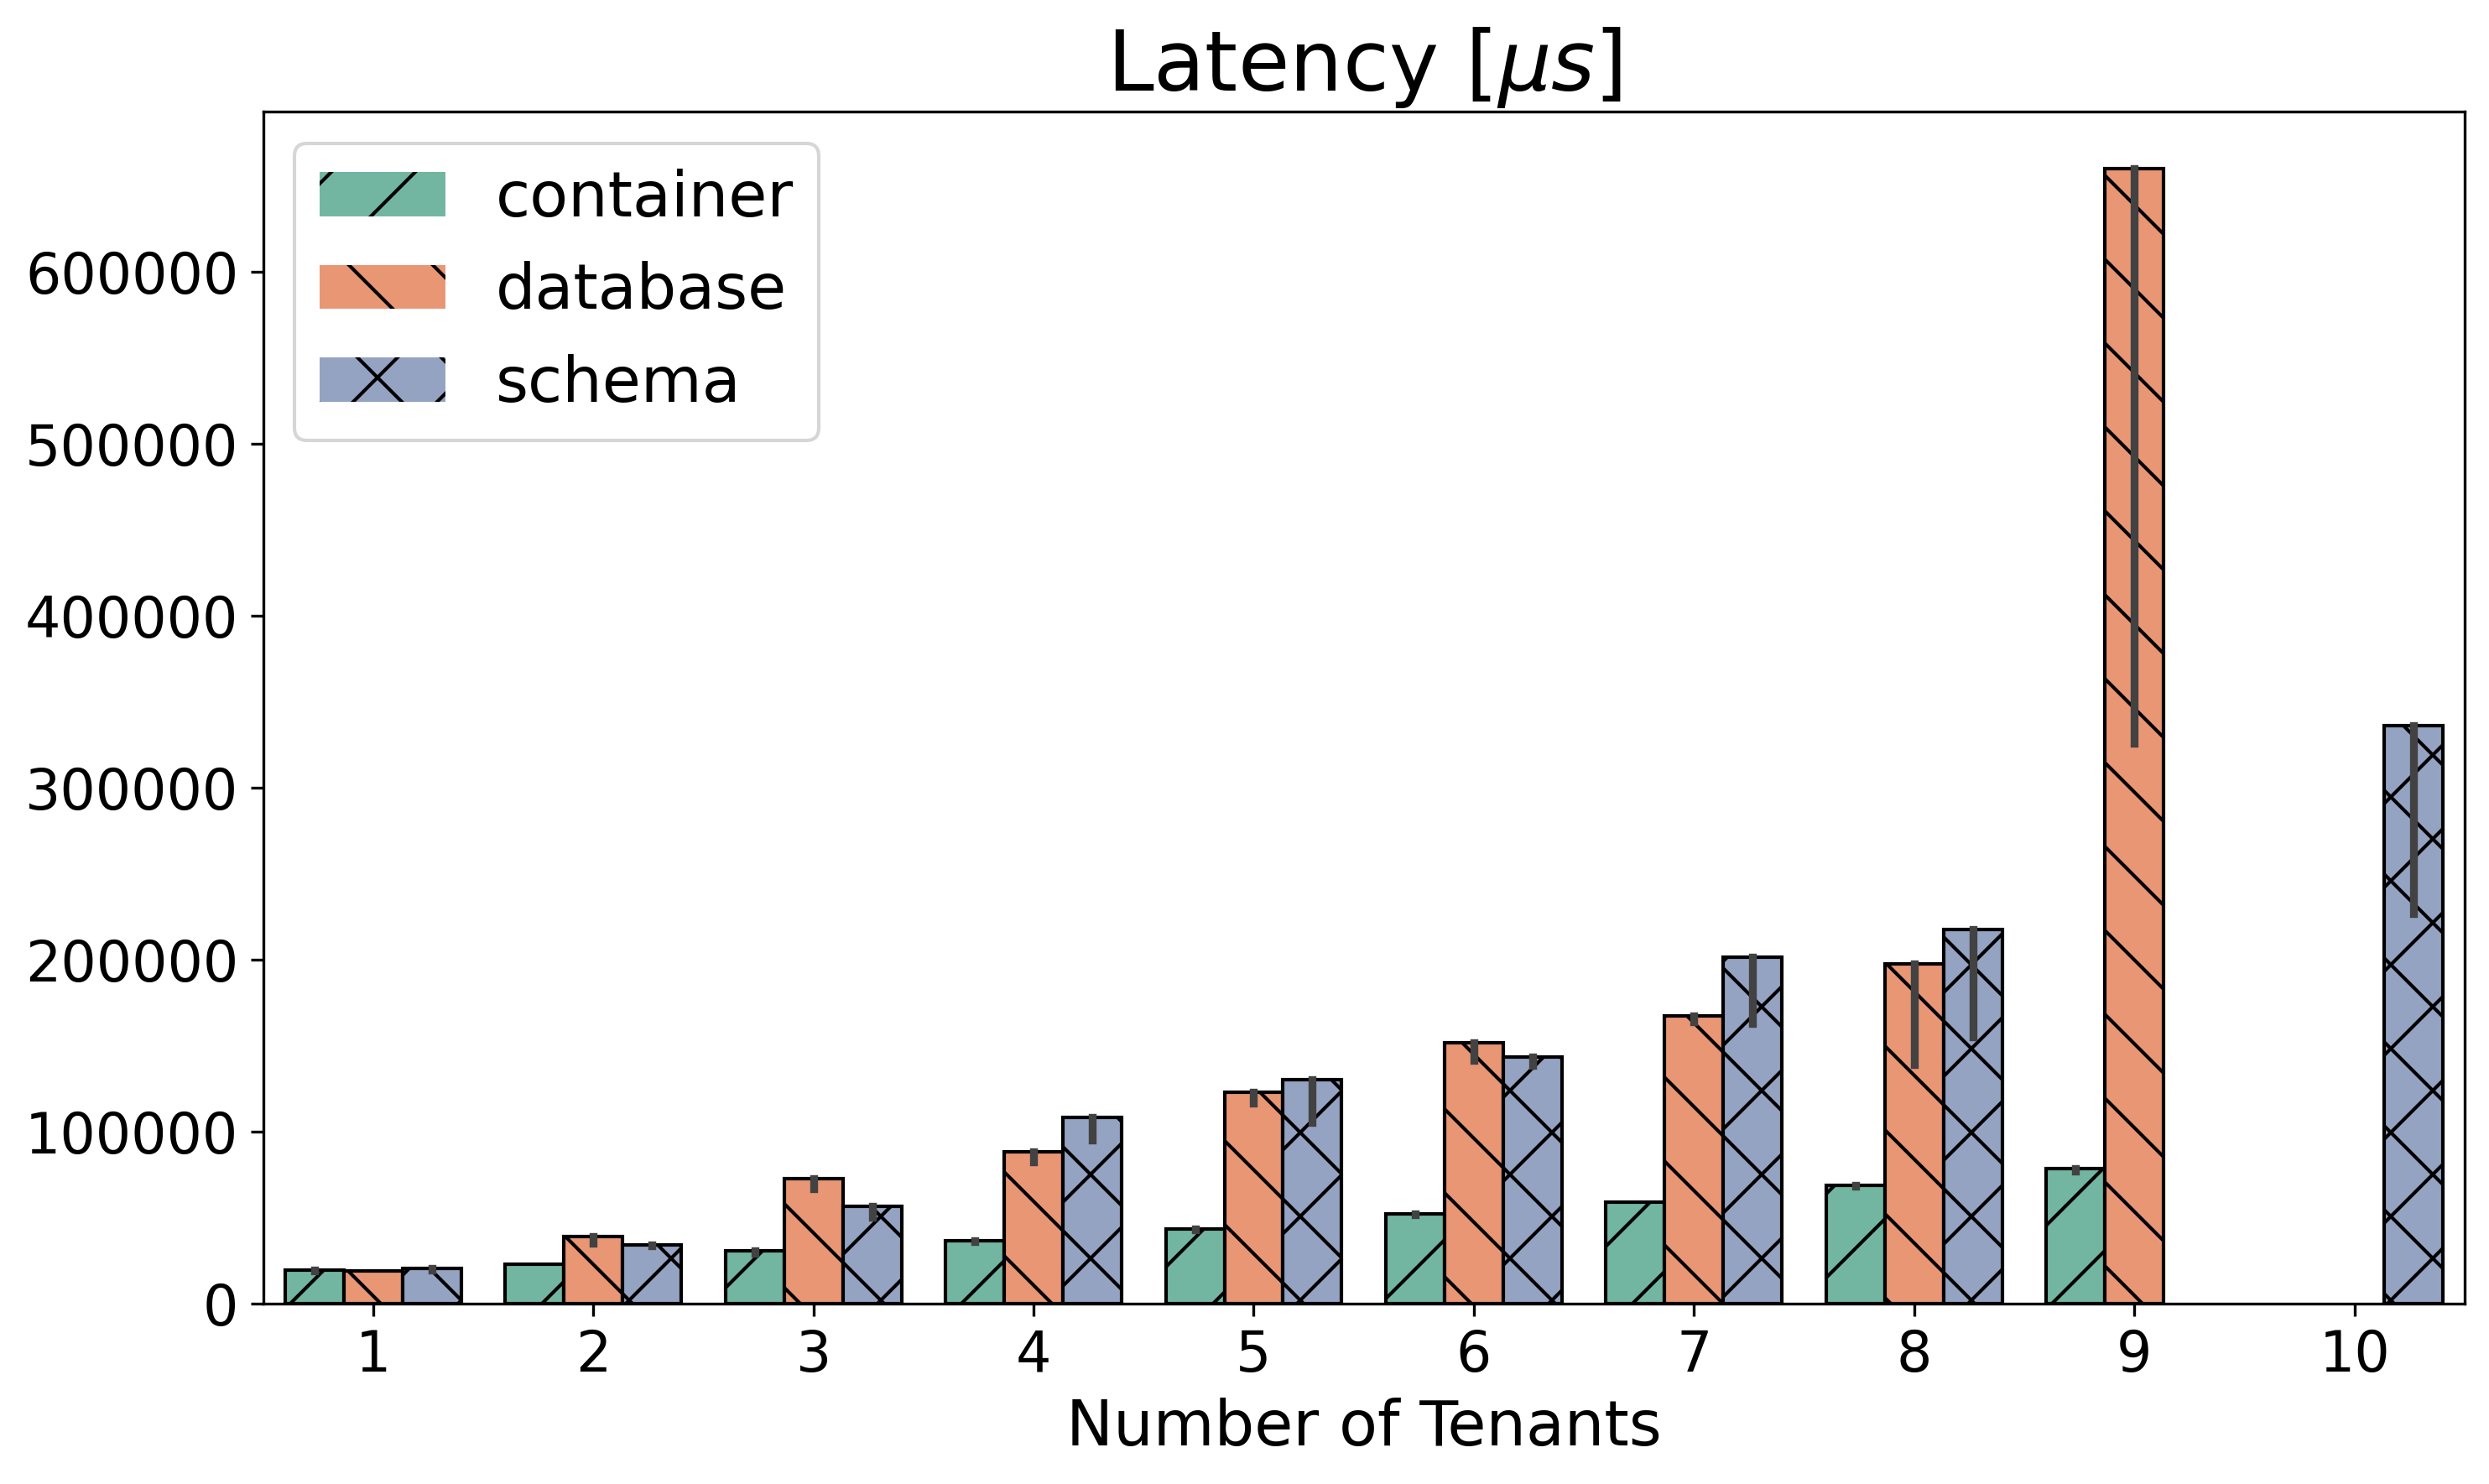 Latency [μs]
container
database
schema
600000
500000
400000
300000
200000
100000
0
1 2 3 4 5 6 7 8 9 10
Number of Tenants